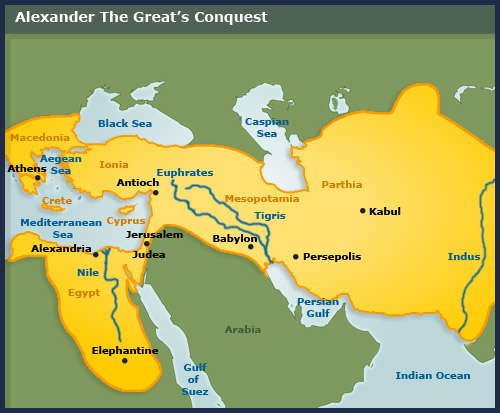 Alexander The Great's Conquest
Black Sea
Caspian
Sea
Macedonia
Aegean
Sea
Athens
Ionia
Euphrates
Antioch
Parthia
Mesopotamia
Crete
Kabul
Tigris
Cyprus
Mediterranean
Sea
Jerusalem
Babylon
Alexandria
Judea
Persepolis
Indus
Nile
Egypt
Persian
Gulf
Arabia
Elephantine
Gulf
of
Suez
Indian Ocean